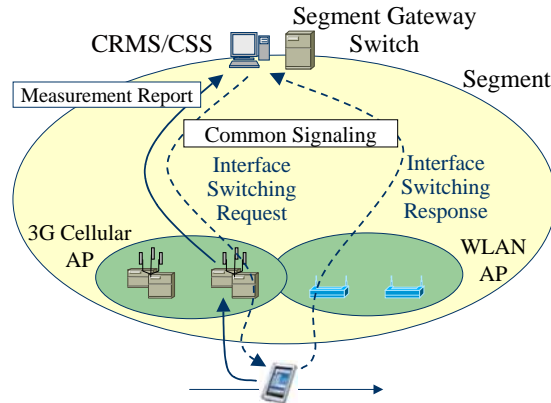 Segment Gateway
Switch
CRMS/CSS
Segment
Measurement Report
Common Signaling
Interface
Switching
Request
Interface
Switching
Response
3G Cellular
AP
WLAN
AP